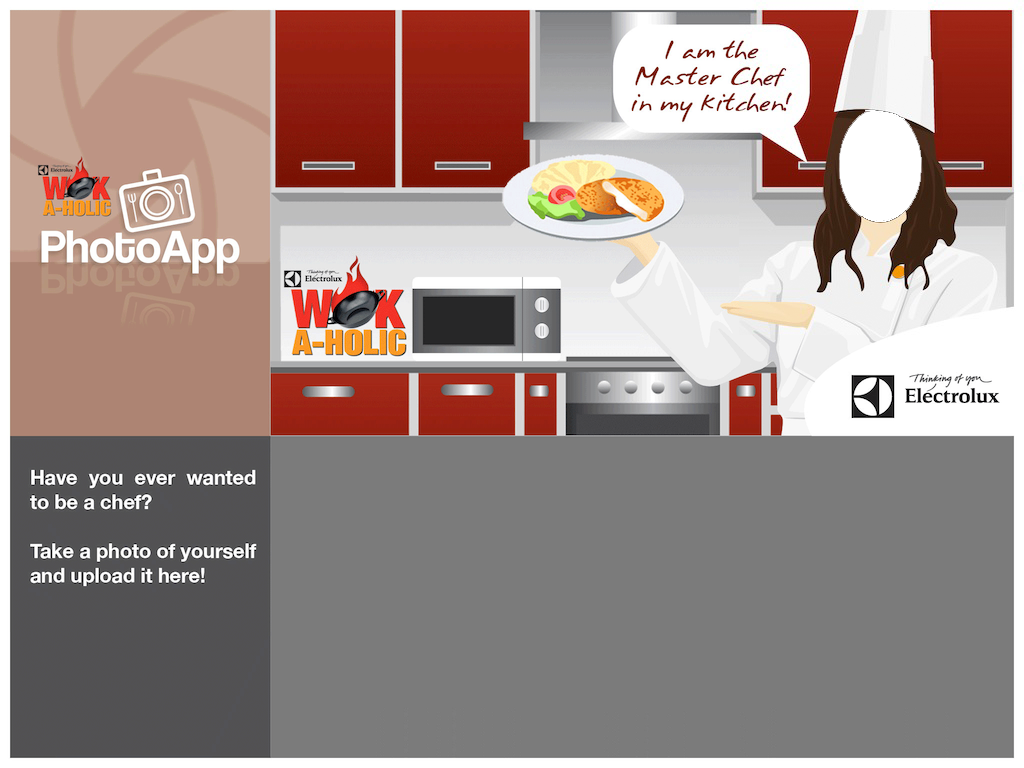 Thinking of you
Electrolux
WOK
A-HOLIC
PhotoApp
I am the
Master Chef
in my Kitchen!
Thinking of you
Electrolux
WOK
A-HOLIC
Thinking of you
Electrolux
Have you ever wanted
to be a chef?
Take a photo of yourself
and upload it here!